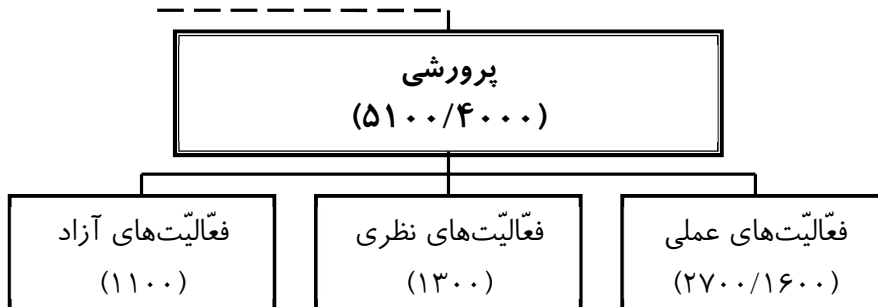 پرورشی
(۵۱۰۰/۴۰۰۰)
فعّالیّت‌های عملی
(۲۷۰۰/۱۶۰۰)
فعّالیّت‌های نظری
(۱۳۰۰)
فعّالیّت‌های آزاد
(۱۱۰۰)